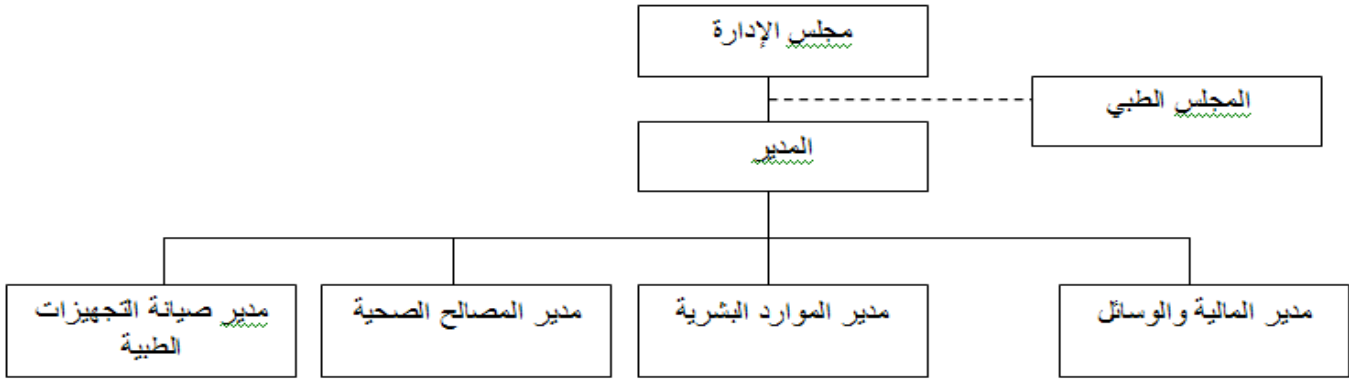 مجلس الإدارة
المجلس الطبي
المدير
مدير المالية والوسائل
مدير الموارد البشرية
مدير المصالح الصحية
مدير صيانة التجهيزات
الطبية